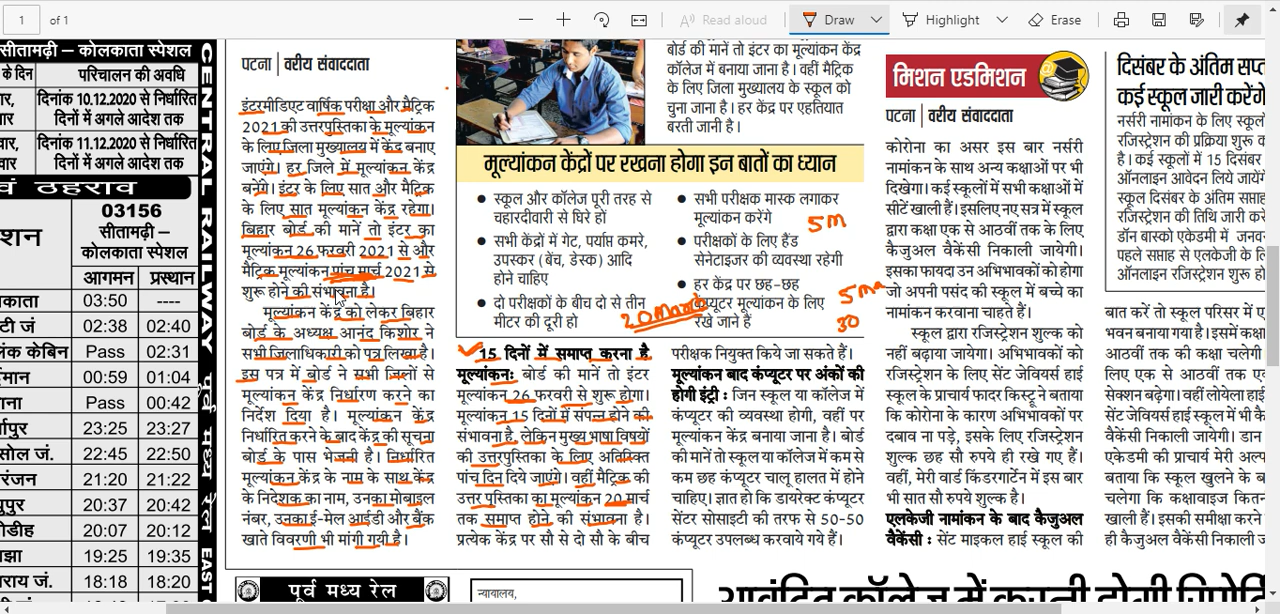 1 of 1
Read aloud
Draw
Highlight
Erase
सीतामढ़ी – कोलकाता स्पेशल
के दिन
परिचालन की अवधि
दिनांक 10.12.2020 से निर्धारित
दिनों में अगले आदेश तक
दिनांक 11.12.2020 से निर्धारित
दिनों में अगले आदेश तक
वं ठहराव
03156
सीतामढ़ी –
कोलकाता स्पेशल
आगमन
प्रस्थान
03:50 ----
टी जं 02:38 02:40
Pass 02:31
00:59 01:04
Pass 00:42
23:25 23:27
सोल जं. 22:45 22:50
21:20 21:22
20:37 20:42
20:07 20:12
19:25 19:35
राय जं. 18:18 18:20
CENTRAL RAILWAY
पूर्व मध्य रेल
EAST
पटना | वरीय संवाददाता
इंटरमीडिएट वार्षिक परीक्षा और मैट्रिक
2021 की उत्तरपुस्तिका के मूल्यांकन
के लिए जिला मुख्यालय में केंद्र बनाए
जाएंगे। हर जिले में मूल्यांकन केंद्र
बनेंगे। इंटर के लिए सात और मैट्रिक
के लिए सात मूल्यांकन केंद्र रहेगा।
बिहार बोर्ड की मानें तो इंटर का
मूल्यांकन 26 फरवरी 2021 से और
मैट्रिक मूल्यांकन पांच मार्च 2021 से
शुरू होने की संभावना है।
मूल्यांकन केंद्र को लेकर बिहार
बोर्ड के अध्यक्ष आनंद किशोर ने
सभी जिलाधिकारी को पत्र लिखा है।
इस पत्र में बोर्ड ने सभी जिलों से
मूल्यांकन केंद्र निर्धारण करने का
निर्देश दिया है। मूल्यांकन केंद्र
निर्धारित करने के बाद केंद्र की सूचना
बोर्ड के पास भेजनी है। निर्धारित
मूल्यांकन केंद्र के नाम के साथ केंद्र
के निदेशक का नाम, उनका मोबाइल
नंबर, उनका ई-मेल आईडी और बैंक
खाते विवरणी भी मांगी गयी है।
बोर्ड की मानें तो इंटर का मूल्यांकन केंद्र
कॉलेज में बनाया जाना है। वहीं मैट्रिक
के लिए जिला मुख्यालय के स्कूल को
चुना जाना है। हर केंद्र पर एहतियात
बरती जानी है।
मूल्यांकन केंद्रों पर रखना होगा इन बातों का ध्यान
• स्कूल और कॉलेज पूरी तरह से
चहारदीवारी से घिरे हों
• सभी केंद्रों में गेट, पर्याप्त कमरे,
उपस्कर (बेंच, डेस्क) आदि
होने चाहिए
• दो परीक्षकों के बीच दो से तीन
मीटर की दूरी हो
• सभी परीक्षक मास्क लगाकर
मूल्यांकन करेंगे
• परीक्षकों के लिए हैंड
सेनेटाइजर की व्यवस्था रहेगी
• हर केंद्र पर छह-छह
कंप्यूटर मूल्यांकन के लिए
रखे जाने हैं
5m
20 March
5 ma
30
15 दिनों में समाप्त करना है
मूल्यांकन: बोर्ड की मानें तो इंटर
मूल्यांकन 26 फरवरी से शुरू होगा।
मूल्यांकन 15 दिनों में संपन्न होने की
संभावना है, लेकिन मुख्य भाषा विषयों
की उत्तरपुस्तिका के लिए अतिरिक्त
पांच दिन दिये जाएंगे। वहीं मैट्रिक की
उत्तर पुस्तिका का मूल्यांकन 20 मार्च
तक समाप्त होने की संभावना है।
प्रत्येक केंद्र पर सौ से दो सौ के बीच
परीक्षक नियुक्त किये जा सकते हैं।
मूल्यांकन बाद कंप्यूटर पर अंकों की
होगी इंट्री : जिन स्कूल या कॉलेज में
कंप्यूटर की व्यवस्था होगी, वहीं पर
मूल्यांकन केंद्र बनाया जाना है। बोर्ड
की मानें तो स्कूल या कॉलेज में कम से
कम छह कंप्यूटर चालू हालत में होने
चाहिए। ज्ञात हो कि डायरेक्ट कंप्यूटर
सेंटर सोसाइटी की तरफ से 50-50
कंप्यूटर उपलब्ध करवाये गये हैं।
मिशन एडमिशन
पटना | वरीय संवाददाता
कोरोना का असर इस बार नर्सरी
नामांकन के साथ अन्य कक्षाओं पर भी
दिखेगा। कई स्कूलों में सभी कक्षाओं में
सीटें खाली हैं। इसलिए नए सत्र में स्कूल
द्वारा कक्षा एक से आठवीं तक के लिए
कैजुअल वैकेंसी निकाली जायेगी।
इसका फायदा उन अभिभावकों को होगा
जो अपनी पसंद की स्कूल में बच्चे का
नामांकन करवाना चाहते हैं।
स्कूल द्वारा रजिस्ट्रेशन शुल्क को
नहीं बढ़ाया जायेगा। अभिभावकों को
रजिस्ट्रेशन के लिए सेंट जेवियर्स हाई
स्कूल के प्राचार्य फादर किस्टू ने बताया
कि कोरोना के कारण अभिभावकों पर
दबाव ना पड़े, इसके लिए रजिस्ट्रेशन
शुल्क छह सौ रुपये ही रखे गए हैं।
वहीं, मेरी वार्ड किंडरगार्टेन में इस बार
भी सात सौ रुपये शुल्क है।
एलकेजी नामांकन के बाद कैजुअल
वैकेंसी : सेंट माइकल हाई स्कूल की
दिसंबर के अंतिम सप्त
कई स्कूल जारी करेंगे
नर्सरी नामांकन के लिए स्कूलो
रजिस्ट्रेशन की प्रक्रिया शुरू
है। कई स्कूलों में 15 दिसंबर
ऑनलाइन आवेदन लिये जायेंगे
स्कूल दिसंबर के अंतिम सप्ताह
रजिस्ट्रेशन की तिथि जारी कर
डॉन बास्को एकेडमी में जनव
पहले सप्ताह से एलकेजी के लि
ऑनलाइन रजिस्ट्रेशन शुरू हो
बात करें तो स्कूल परिसर में ए
भवन बनाया गया है। इसमें कक्षा
आठवीं तक की कक्षा चलेगी
लिए एक से आठवीं तक एक
सेक्शन बढ़ेगा। वहीं लोयेला हाई
सेंट जेवियर्स हाई स्कूल में भी कै
वैकेंसी निकाली जायेगी। डान
एकेडमी की प्राचार्य मेरी अल्प
बताया कि स्कूल खुलने के ब
चलेगा कि कक्षावाइज कितन
खाली हैं। इसकी समीक्षा करने
ही कैजुअल वैकेंसी निकाली ज
पूर्व मध्य रेल
न्यायालय,